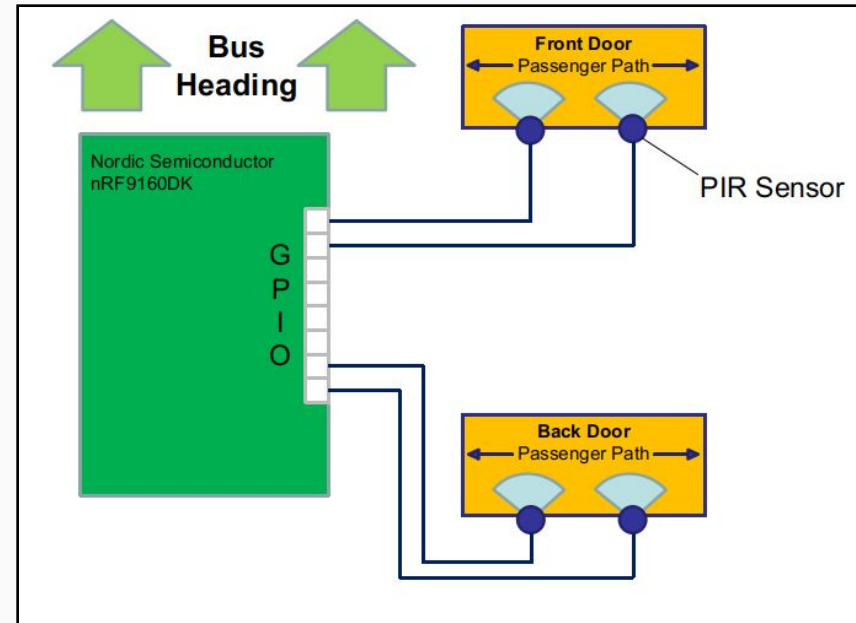 Bus
Heading
Nordic Semiconductor
nRF9160DK
G
P
I
O
Front Door
Passenger Path
PIR Sensor
Back Door
Passenger Path